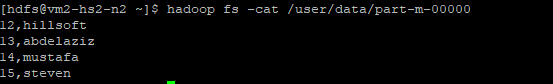 [hdfs@vm2-hs2-n2 ~]$ hadoop fs -cat /user/data/part-m-00000
12,hillsoft
13,abdelaziz
14,mustafa
15,steven